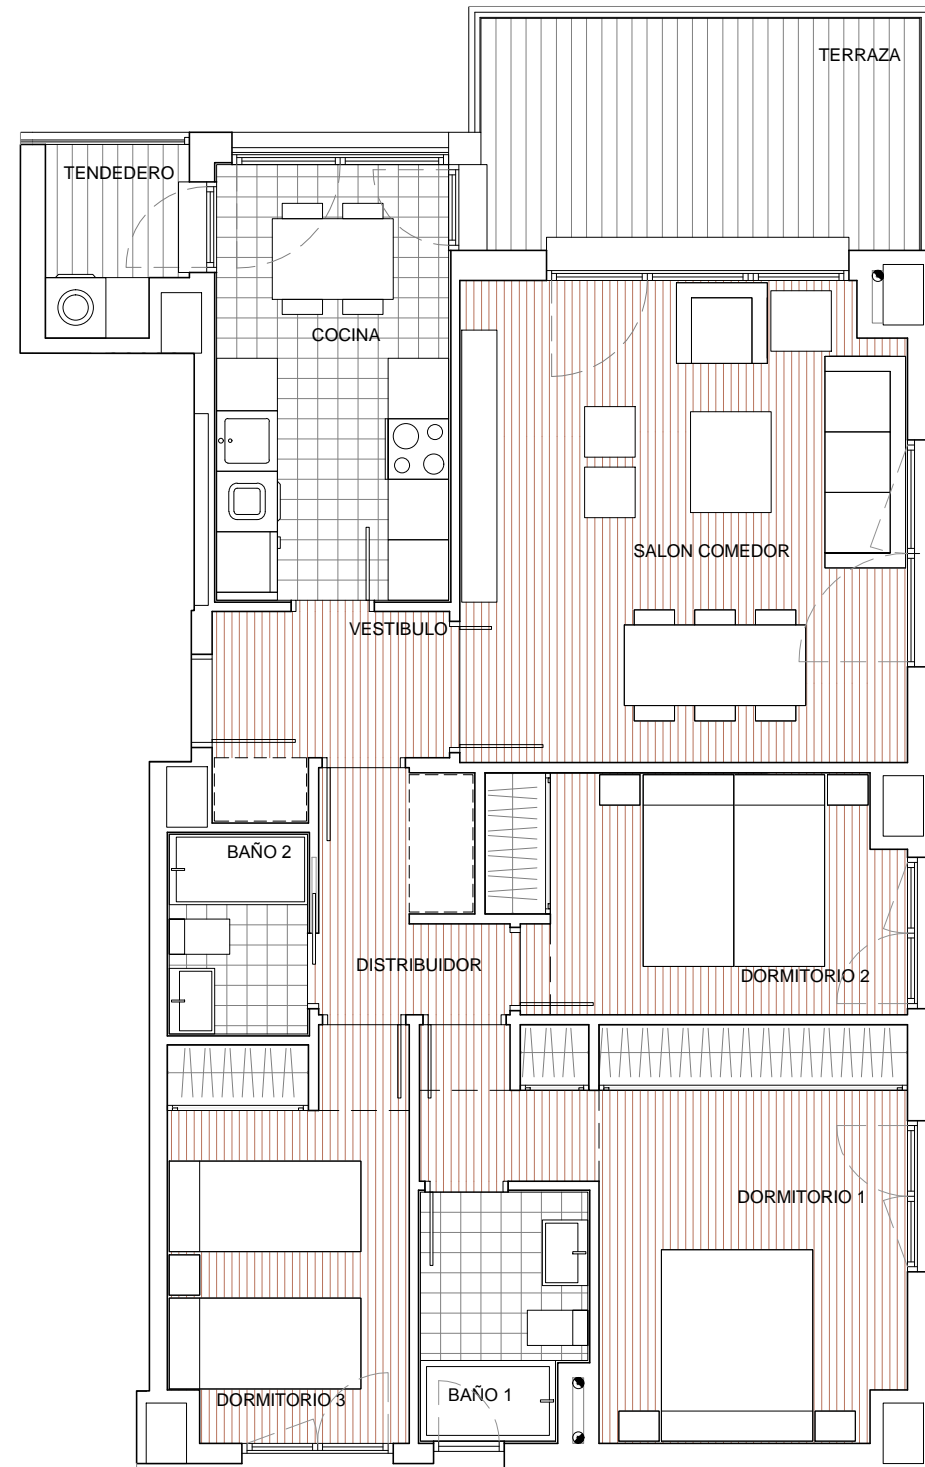 TERRAZA
TENDEDERO
COCINA
SALON COMEDOR
VESTIBULO
BAÑO 2
DISTRIBUIDOR
DORMITORIO 2
DORMITORIO 1
BAÑO 1
DORMITORIO 3